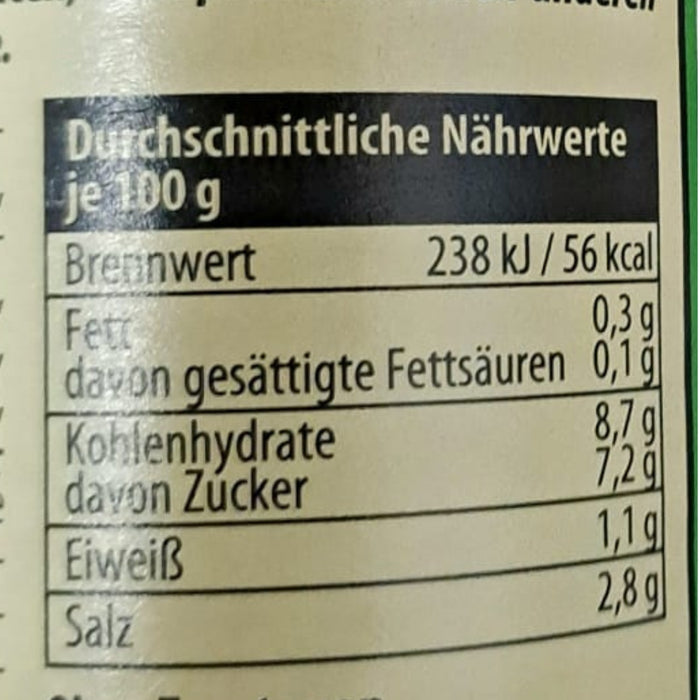 anderen
Durchschnittliche Nährwerte
je 100 g
Brennwert 238 kJ / 56 kcal
Fett 0,3 g
davon gesättigte Fettsäuren 0,1 g
Kohlenhydrate 8,7 g
davon Zucker 7,2 g
Eiweiß 1,1 g
Salz 2,8 g